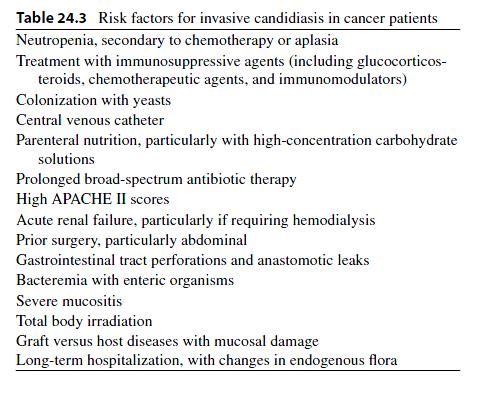 Table 24.3 Risk factors for invasive candidiasis in cancer patients
Neutropenia, secondary to chemotherapy or aplasia
Treatment with immunosuppressive agents (including glucocorticos-
teroids, chemotherapeutic agents, and immunomodulators)
Colonization with yeasts
Central venous catheter
Parenteral nutrition, particularly with high-concentration carbohydrate
solutions
Prolonged broad-spectrum antibiotic therapy
High APACHE II scores
Acute renal failure, particularly if requiring hemodialysis
Prior surgery, particularly abdominal
Gastrointestinal tract perforations and anastomotic leaks
Bacteremia with enteric organisms
Severe mucositis
Total body irradiation
Graft versus host diseases with mucosal damage
Long-term hospitalization, with changes in endogenous flora